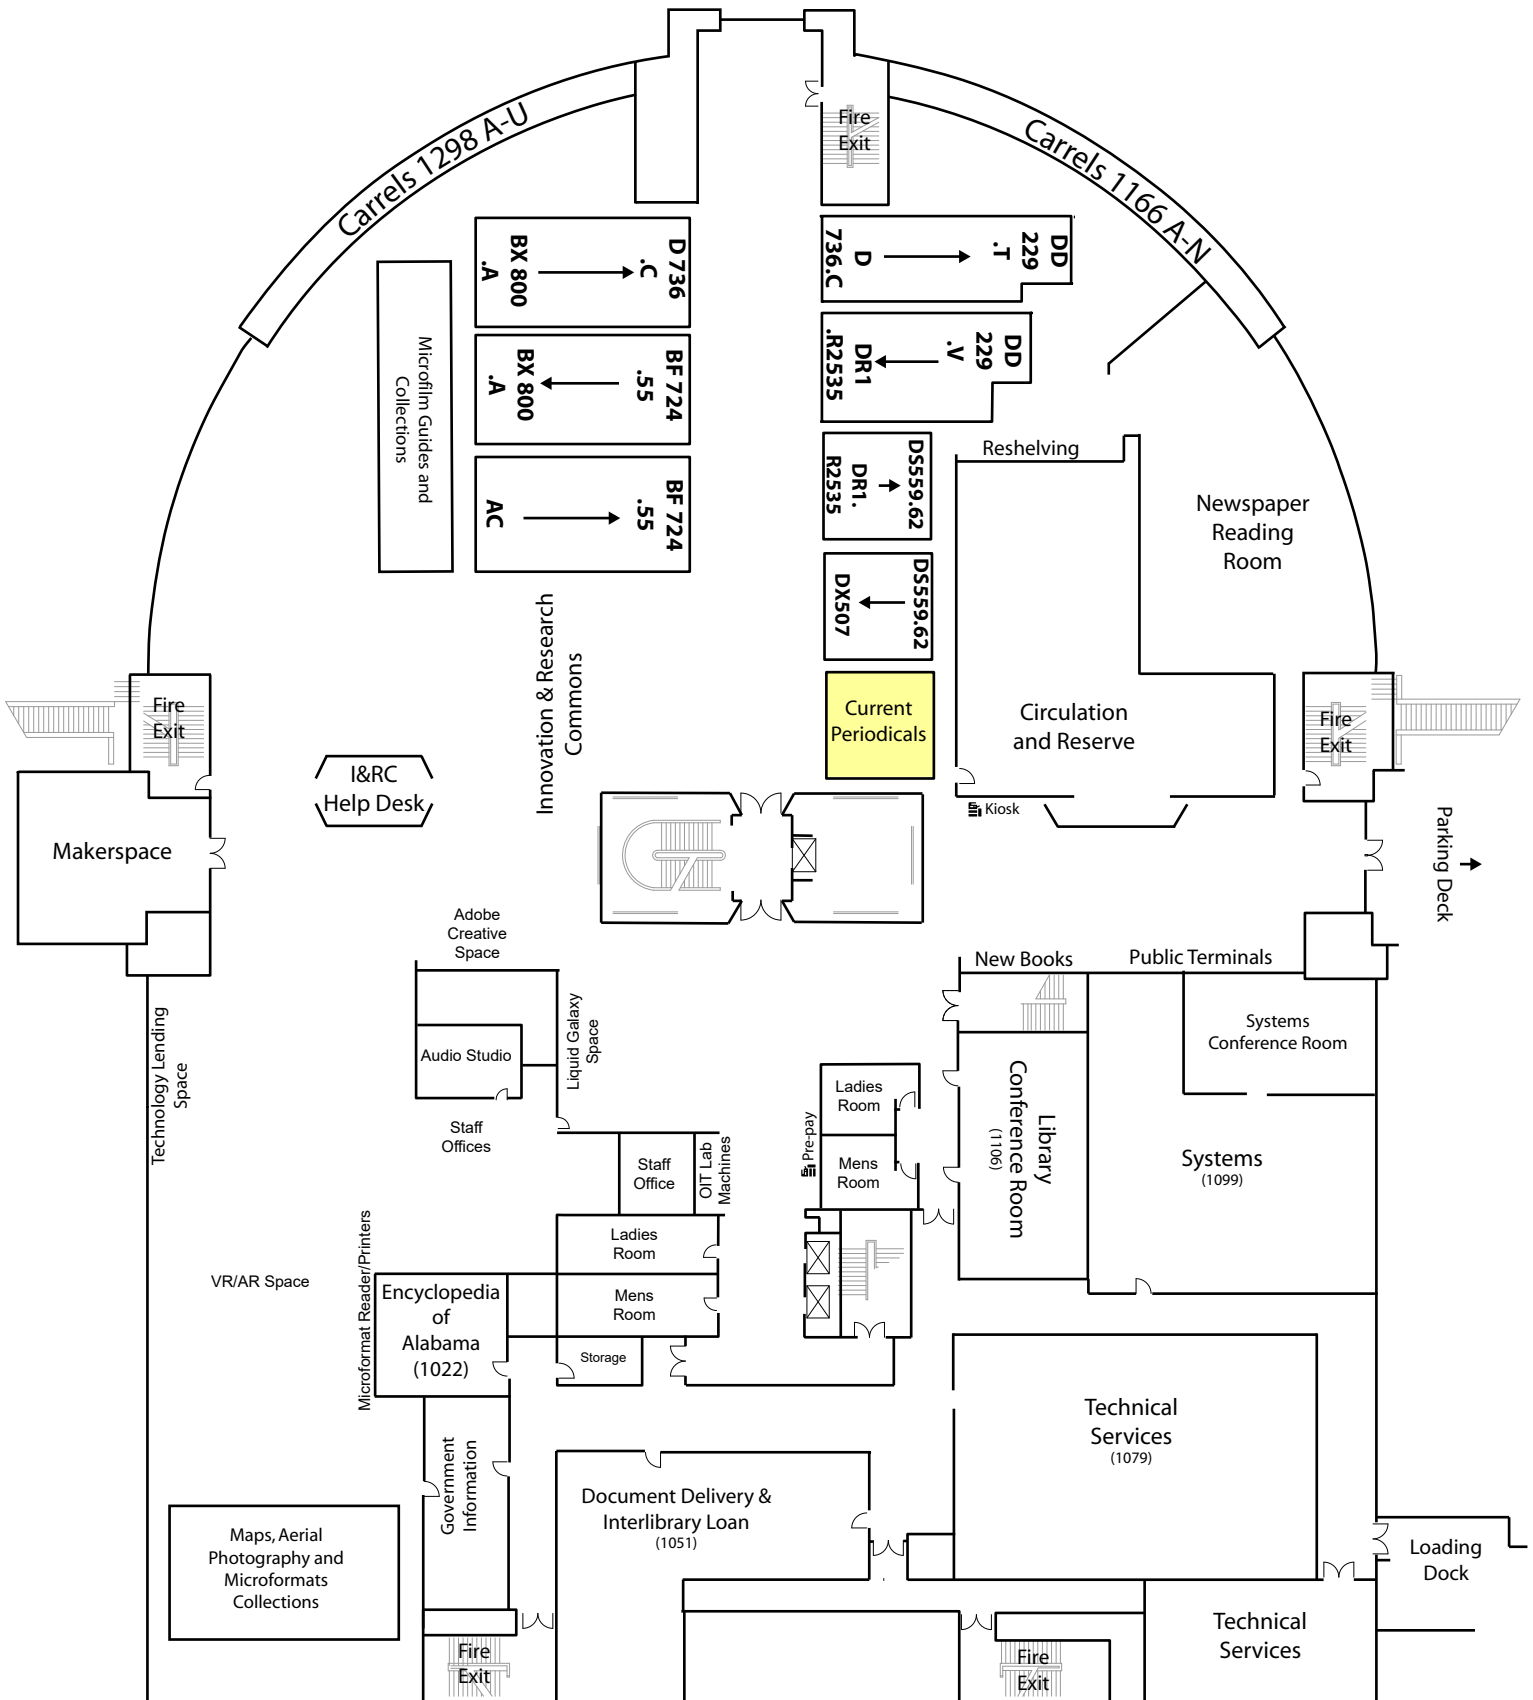 Carrels 1298 A-U
Fire
Exit
Carrels 1166 A-N
D 736
.C
BX 800
.A
DD
229
.T
D
736.C
Microfilm Guides and
Collections
BF 724
.55
BX 800
.A
DD
229
.V
DR1
.R2535
BF 724
.55
AC
DS559.62
DR1.
R2535
Reshelving
Newspaper
Reading
Room
DS559.62
DX507
Innovation & Research
Commons
Current
Periodicals
Circulation
and Reserve
Fire
Exit
Fire
Exit
I&RC
Help Desk
Kiosk
Makerspace
Parking Deck
Adobe
Creative
Space
New Books
Public Terminals
Technology Lending
Space
Audio Studio
Liquid Galaxy
Space
Systems
Conference Room
Staff
Offices
Ladies
Room
Mens
Room
Pre-pay
Library
Conference Room
(1106)
Systems
(1099)
Staff
Office
OIT Lab
Machines
Ladies
Room
Mens
Room
VR/AR Space
Microformat Reader/Printers
Encyclopedia
of
Alabama
(1022)
Storage
Government
Information
Technical
Services
(1079)
Document Delivery &
Interlibrary Loan
(1051)
Maps, Aerial
Photography and
Microformats
Collections
Loading
Dock
Fire
Exit
Fire
Exit
Technical
Services